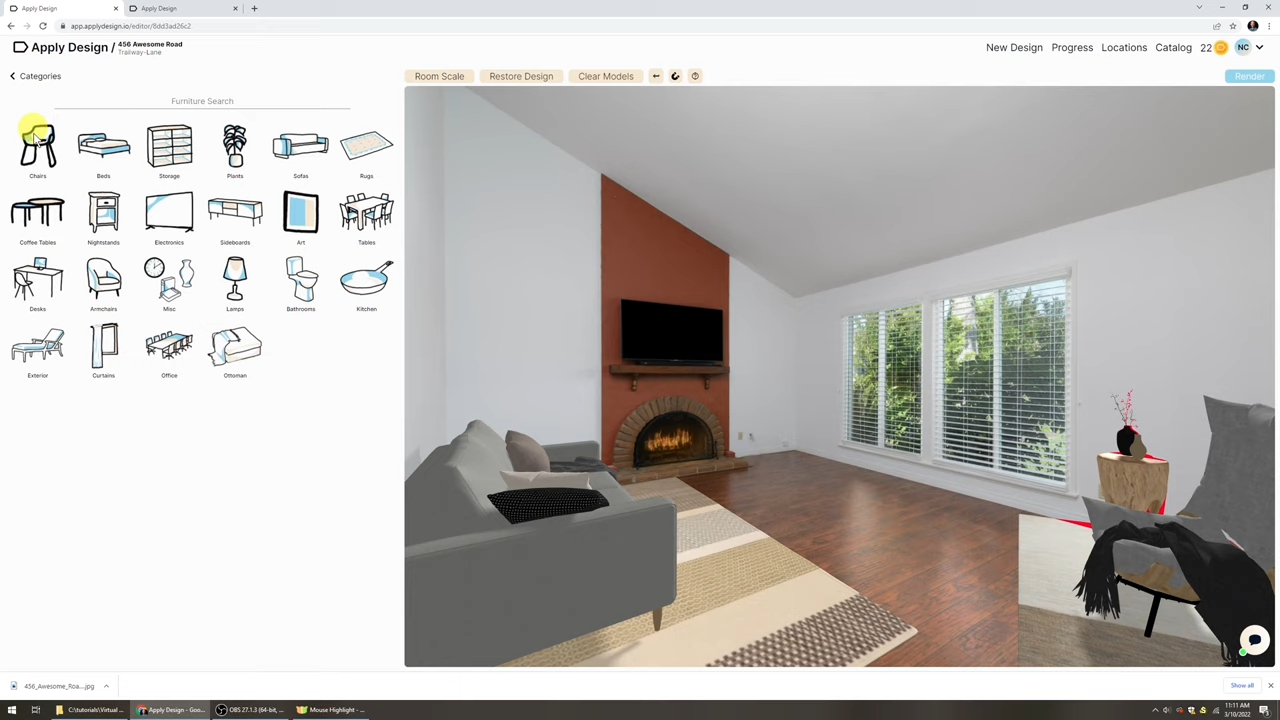 Apply Design
Apply Design
app.applydesign.io/editor/8dd3ad26c2
Apply Design / 456 Awesome Road
Trailway-Lane
New Design
Progress
Locations
Catalog
22
NC
Categories
Room Scale
Restore Design
Clear Models
Render
Furniture Search
Chairs
Beds
Storage
Plants
Sofas
Rugs
Coffee Tables
Nightstands
Electronics
Sideboards
Art
Tables
Desks
Armchairs
Misc
Lamps
Bathrooms
Kitchen
Exterior
Curtains
Office
Ottoman
456_Awesome_Roa....jpg
Show all
C:\tutorials\Virtual ...
Apply Design - Goo...
OBS 27.1.3 (64-bit, ...
Mouse Highlight - ...
11:11 AM
3/10/2022